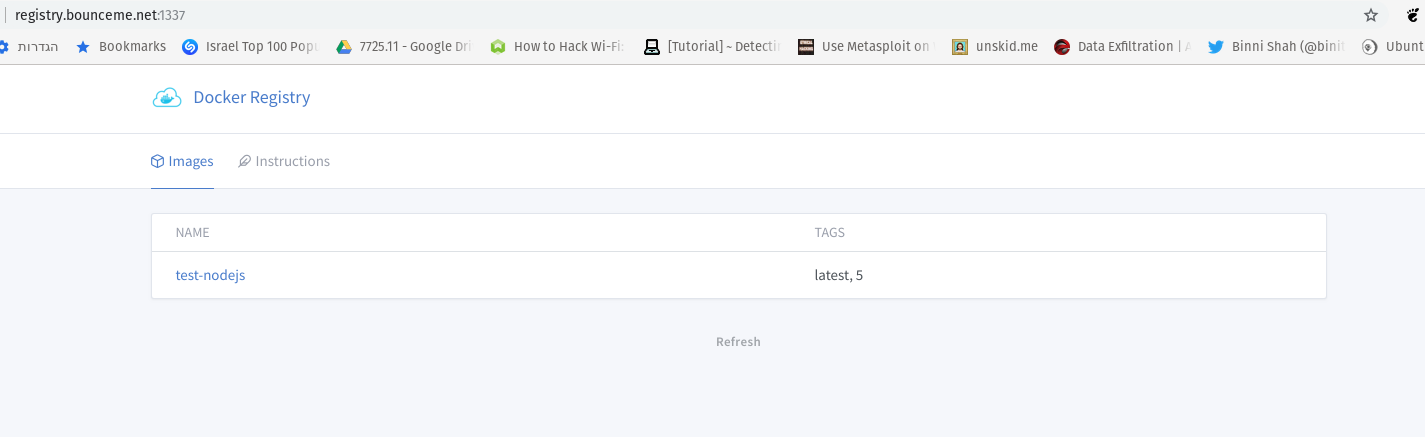 registry.bounceme.net:1337
הגדרות Bookmarks Israel Top 100 Popu 7725.11 - Google Dri How to Hack Wi-Fi: [Tutorial] ~ Detectin Use Metasploit on unskid.me Data Exfiltration | A Binni Shah (@binit Ubunt
Docker Registry
Images Instructions
NAME TAGS
test-nodejs latest, 5
Refresh